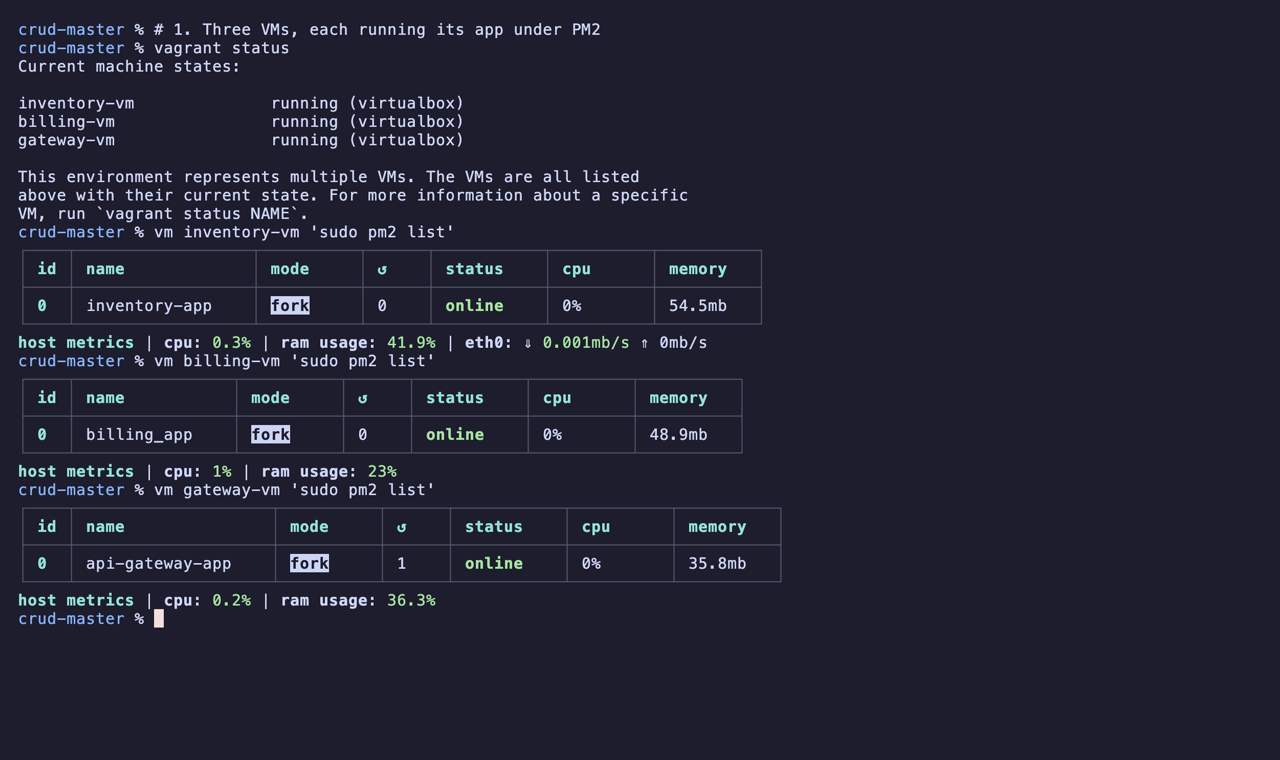 crud-master % # 1. Three VMs, each running its app under PM2
crud-master % vagrant status
Current machine states:
inventory-vm running (virtualbox)
billing-vm running (virtualbox)
gateway-vm running (virtualbox)
This environment represents multiple VMs. The VMs are all listed
above with their current state. For more information about a specific
VM, run `vagrant status NAME`.
crud-master % vm inventory-vm 'sudo pm2 list'
id name mode ↺ status cpu memory
0 inventory-app fork 0 online 0% 54.5mb
host metrics | cpu: 0.3% | ram usage: 41.9% | eth0: ⇓ 0.001mb/s ⇑ 0mb/s
crud-master % vm billing-vm 'sudo pm2 list'
id name mode ↺ status cpu memory
0 billing_app fork 0 online 0% 48.9mb
host metrics | cpu: 1% | ram usage: 23%
crud-master % vm gateway-vm 'sudo pm2 list'
id name mode ↺ status cpu memory
0 api-gateway-app fork 1 online 0% 35.8mb
host metrics | cpu: 0.2% | ram usage: 36.3%
crud-master %